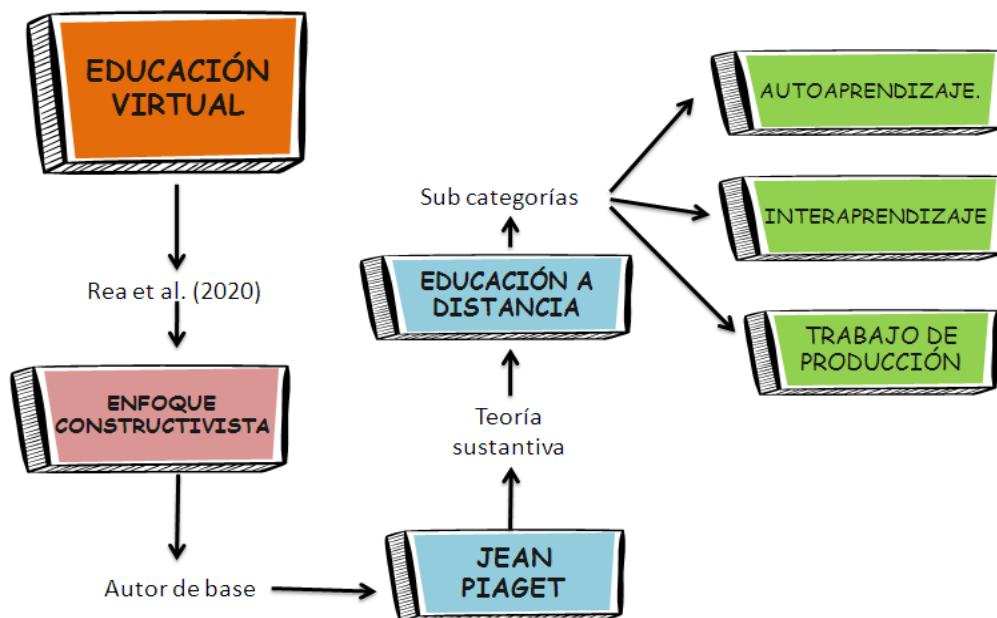 EDUCACIÓN
VIRTUAL
Rea et al. (2020)
ENFOQUE
CONSTRUCTIVISTA
Autor de base
JEAN
PIAGET
Teoría
sustantiva
EDUCACIÓN A
DISTANCIA
Sub categorías
AUTOAPRENDIZAJE.
INTERAPRENDIZAJE
TRABAJO DE
PRODUCCIÓN